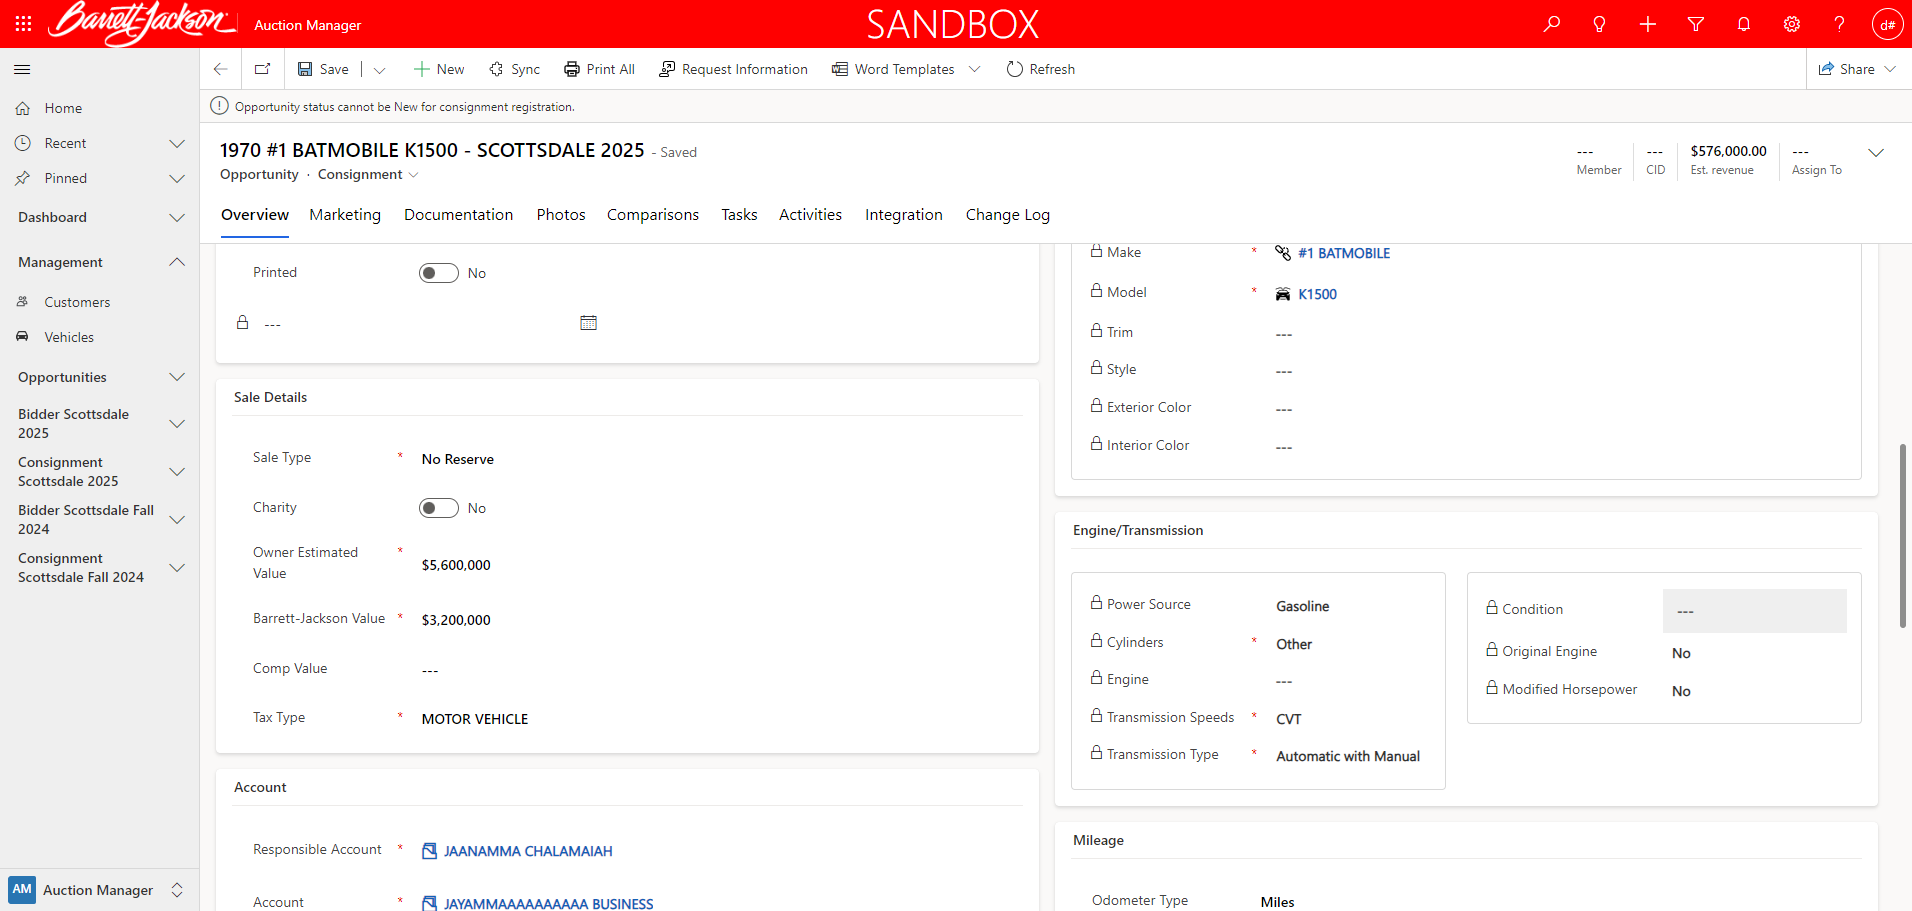 Barrett-Jackson Auction Manager SANDBOX d#
Save New Sync Print All Request Information Word Templates Refresh Share
Home
Recent
Pinned
Dashboard
Management
Customers
Vehicles
Opportunities
Bidder Scottsdale
2025
Consignment
Scottsdale 2025
Bidder Scottsdale Fall
2024
Consignment
Scottsdale Fall 2024
AM Auction Manager
Opportunity status cannot be New for consignment registration.
1970 #1 BATMOBILE K1500 - SCOTTSDALE 2025 - Saved
Opportunity · Consignment
--- Member
--- CID
$576,000.00 Est. revenue
--- Assign To
Overview Marketing Documentation Photos Comparisons Tasks Activities Integration Change Log
Printed No
---
Sale Details
Sale Type * No Reserve
Charity No
Owner Estimated
Value * $5,600,000
Barrett-Jackson Value * $3,200,000
Comp Value ---
Tax Type * MOTOR VEHICLE
Account
Responsible Account * JAANAMMA CHALAMAIAH
Account * JAYAMMAAAAAAAAAA BUSINESS
Make * #1 BATMOBILE
Model * K1500
Trim ---
Style ---
Exterior Color ---
Interior Color ---
Engine/Transmission
Power Source Gasoline
Cylinders * Other
Engine ---
Transmission Speeds * CVT
Transmission Type * Automatic with Manual
Condition ---
Original Engine No
Modified Horsepower No
Mileage
Odometer Type Miles